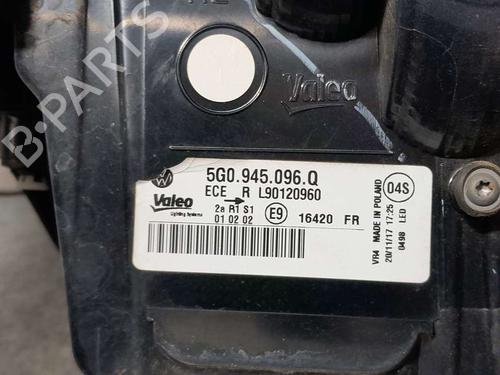 Valeo
5G0.945.096.Q
ECE R L90120960
Valeo
Lighting Systems
2a R1 S1
01 02 02
E9
16420 FR
VR4 MADE IN POLAND
20/11/17 17:25
0498 LED
04S
B-PARTS